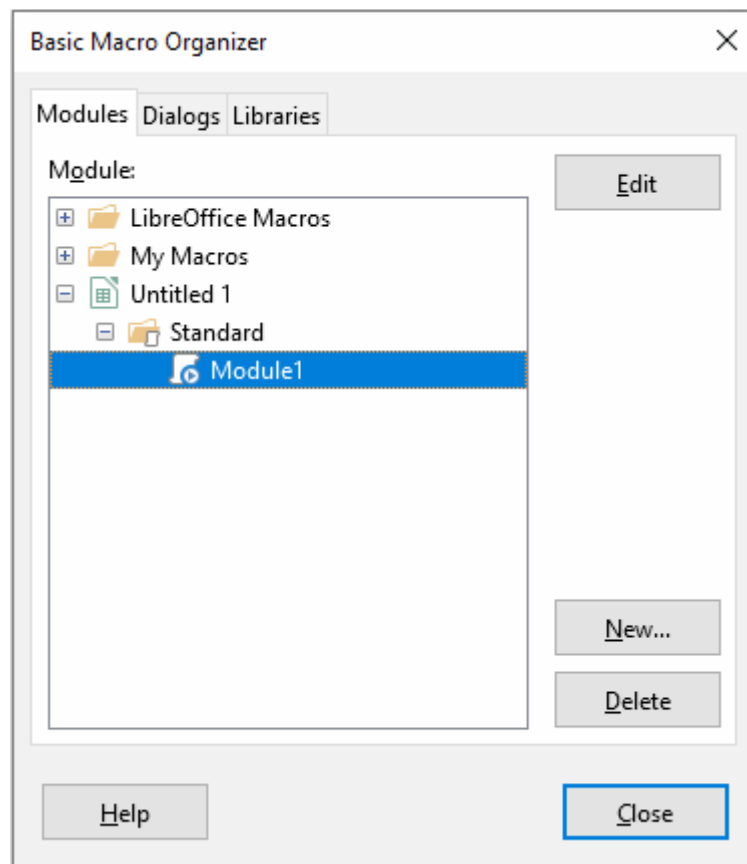 Basic Macro Organizer
Modules Dialogs Libraries
Module:
Edit
LibreOffice Macros
My Macros
Untitled 1
Standard
Module1
New...
Delete
Help Close